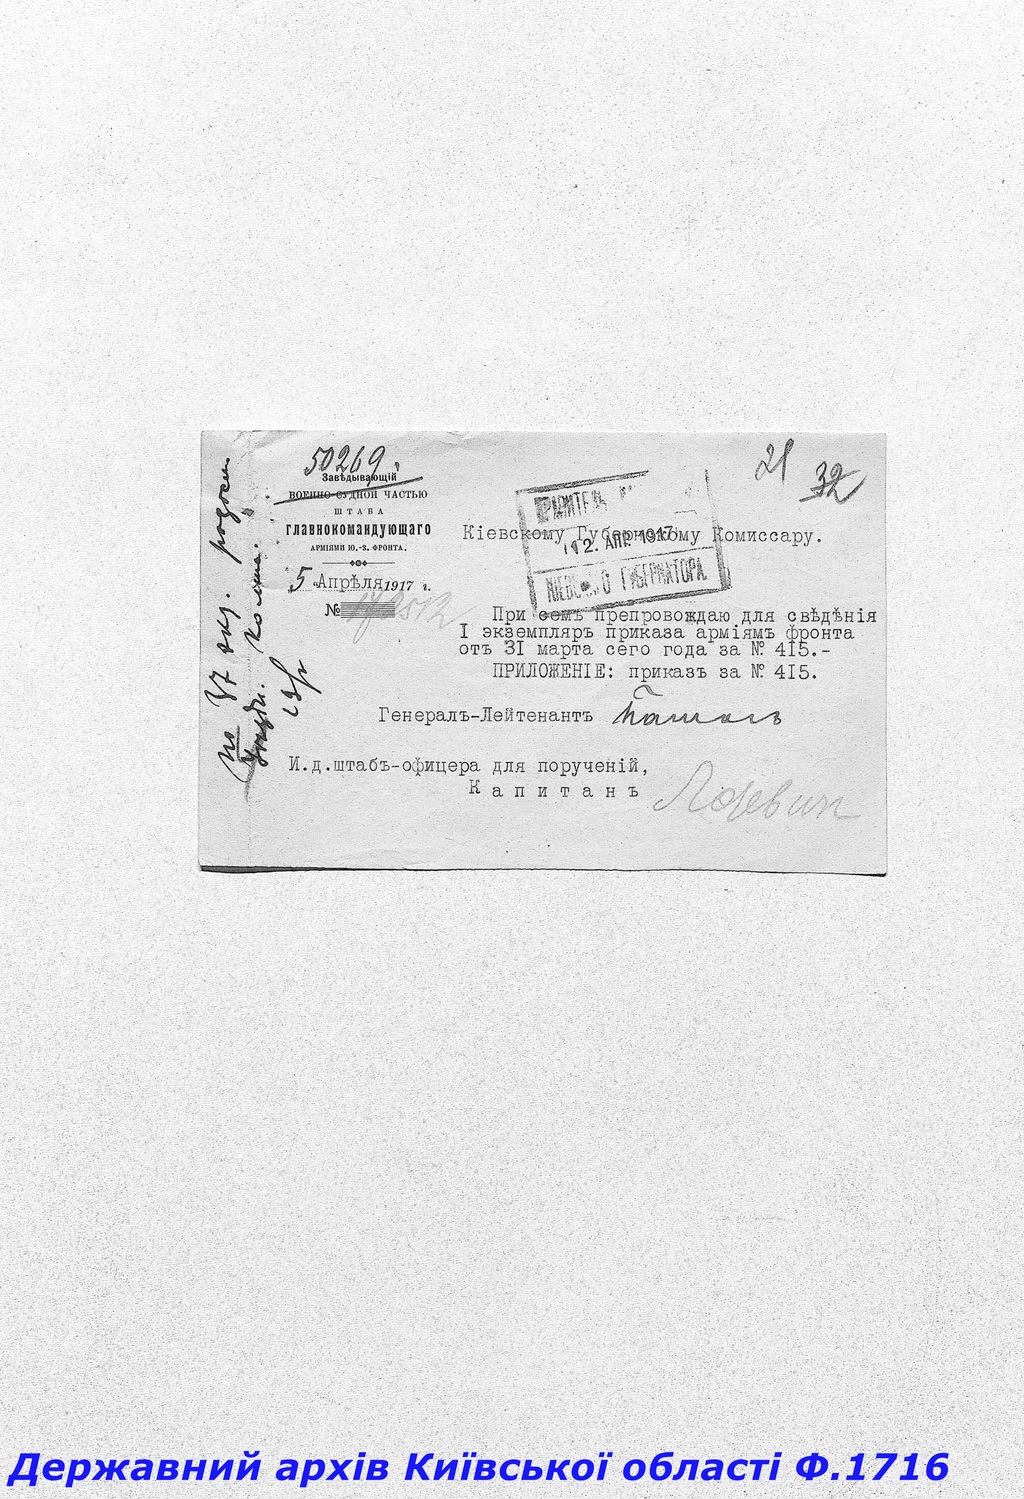 50269.
21
32
Завѣдывающій
ВОЕННО-СУДНОЙ ЧАСТЬЮ
ШТАБА
ГЛАВНОКОМАНДУЮЩАГО
АРМІЯМИ Ю.-З. ФРОНТА.
5 „Апрѣля 1917 г.
№
Кіевскому Губернскому Комиссару.
12. АПР. 1917
КІЕВСКАГО ГУБЕРНАТОРА.
При семъ препровождаю для свѣдѣнія
I экземпляръ приказа арміямъ фронта
отъ 31 марта сего года за № 415.-
ПРИЛОЖЕНІЕ: приказъ за № 415.
Генералъ-Лейтенантъ
И.д.штабъ-офицера для порученій,
Капитанъ
Державний архів Київської області Ф.1716